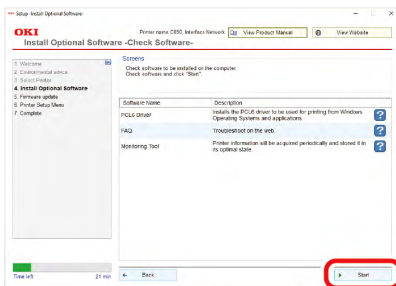 Setup -Install Optional Software-
OKI
Printer name C650, Interface Network
View Product Manual
View Website
Install Optional Software -Check Software-
1. Welcome
2. Environmental advice
3. Select Printer
4. Install Optional Software
5. Firmware update
6. Printer Setup Menu
7. Complete
Screens
Check software to be installed on the computer.
Check software and click "Start".
Software Name
Description
PCL6 Driver
Installs the PCL6 driver to be used for printing from Windows
Operating Systems and applications
FAQ
Troubleshoot on the web.
Monitoring Tool
Printer information will be acquired periodically and stored it in
its optimal state.
Time left
21 min
Back
Start